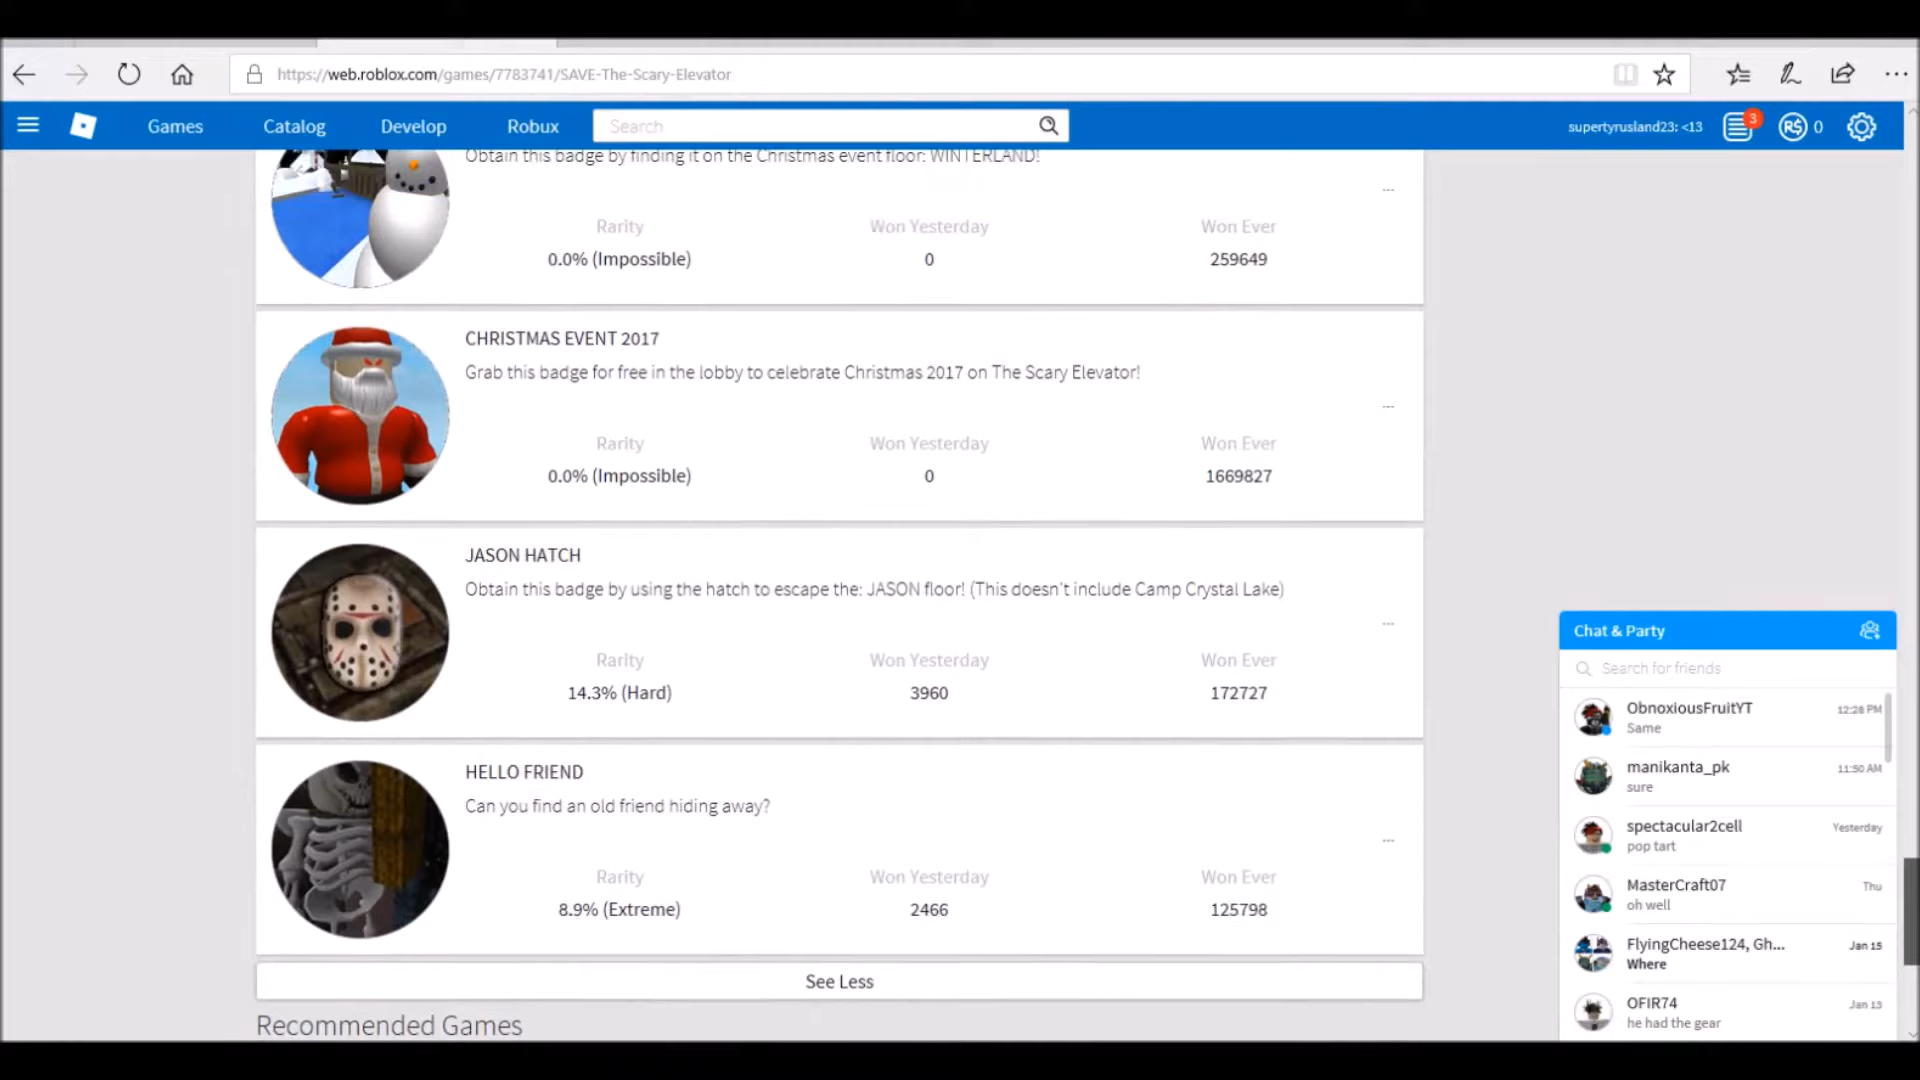 https://web.roblox.com/games/7783741/SAVE-The-Scary-Elevator
Games
Catalog
Develop
Robux
Search
supertyrusland23: <13
3
R$ 0
Obtain this badge by finding it on the Christmas event floor: WINTERLAND!
Rarity
Won Yesterday
Won Ever
0.0% (Impossible)
0
259649
CHRISTMAS EVENT 2017
Grab this badge for free in the lobby to celebrate Christmas 2017 on The Scary Elevator!
Rarity
Won Yesterday
Won Ever
0.0% (Impossible)
0
1669827
JASON HATCH
Obtain this badge by using the hatch to escape the: JASON floor! (This doesn't include Camp Crystal Lake)
Rarity
Won Yesterday
Won Ever
14.3% (Hard)
3960
172727
HELLO FRIEND
Can you find an old friend hiding away?
Rarity
Won Yesterday
Won Ever
8.9% (Extreme)
2466
125798
See Less
Recommended Games
Chat & Party
Search for friends
ObnoxiousFruitYT
12:28 PM
Same
manikanta_pk
11:50 AM
sure
spectacular2cell
Yesterday
pop tart
MasterCraft07
Thu
oh well
FlyingCheese124, Gh...
Jan 15
Where
OFIR74
Jan 13
he had the gear